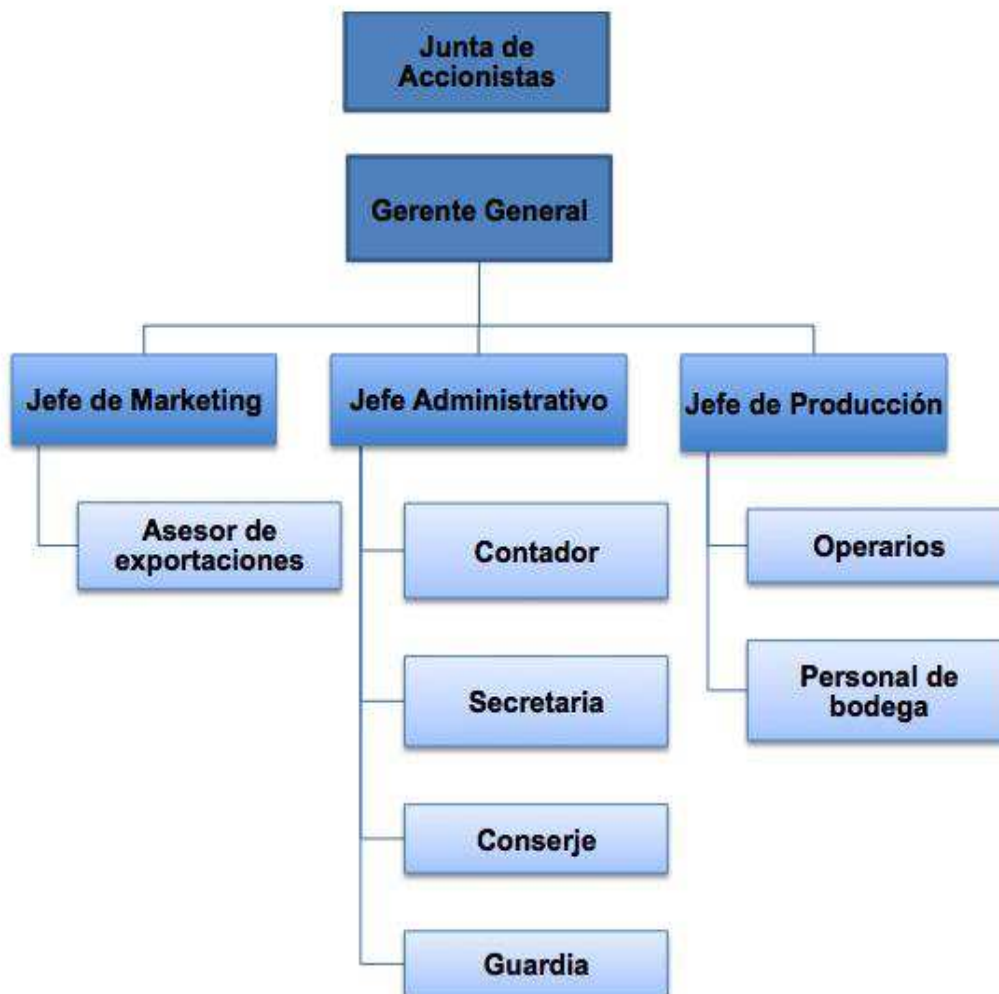 Junta de
Accionistas
Gerente General
Jefe de Marketing
Jefe Administrativo
Jefe de Producción
Asesor de
exportaciones
Contador
Operarios
Secretaria
Personal de
bodega
Conserje
Guardia